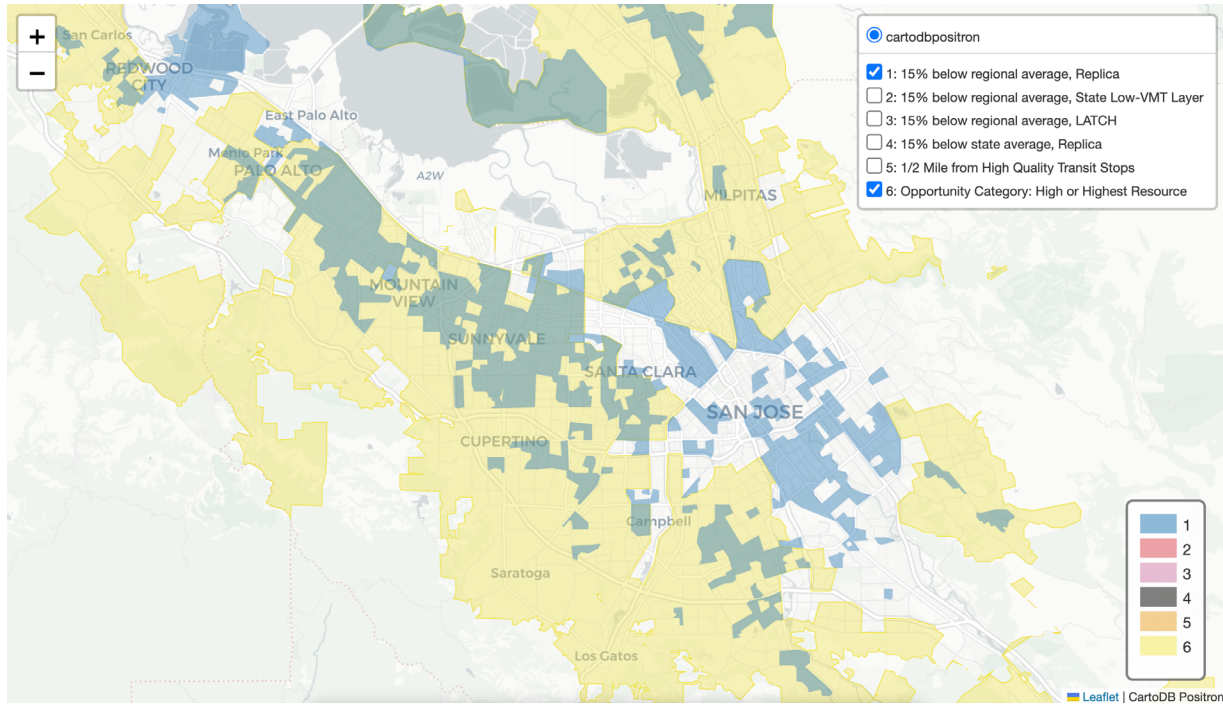 +
−
San Carlos
REDWOOD
CITY
East Palo Alto
Menlo Park
PALO ALTO
A2W
MILPITAS
MOUNTAIN
VIEW
SUNNYVALE
SANTA CLARA
SAN JOSE
CUPERTINO
Campbell
Saratoga
Los Gatos
cartodbpositron
1: 15% below regional average, Replica
2: 15% below regional average, State Low-VMT Layer
3: 15% below regional average, LATCH
4: 15% below state average, Replica
5: 1/2 Mile from High Quality Transit Stops
6: Opportunity Category: High or Highest Resource
1
2
3
4
5
6
Leaflet | CartoDB Positron